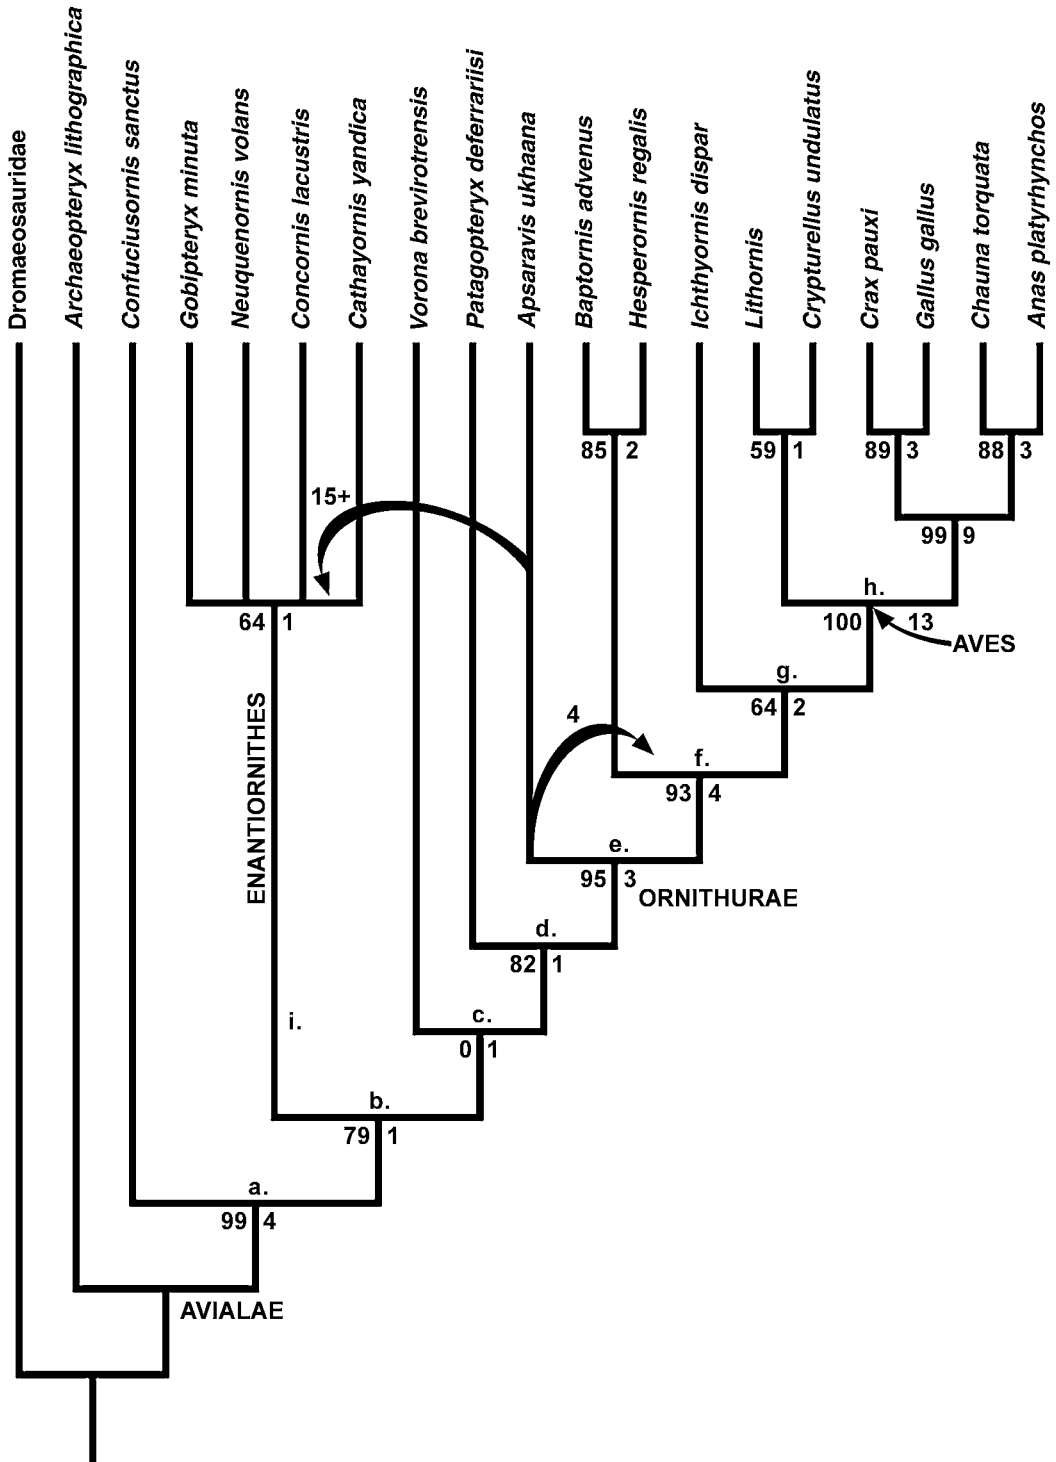 Dromaeosauridae
Archaeopteryx lithographica
Confuciusornis sanctus
Gobipteryx minuta
Neuquenornis volans
Concornis lacustris
Cathayornis yandica
Vorona brevirotrensis
Patagopteryx deferrariisi
Apsaravis ukhaana
Baptornis advenus
Hesperornis regalis
Ichthyornis dispar
Lithornis
Crypturellus undulatus
Crax pauxi
Gallus gallus
Chauna torquata
Anas platyrhynchos
85 2
59 1
89 3
88 3
15+
99 9
h.
64 1
100 13
AVES
g.
64 2
4
f.
93 4
ENANTIORNITHES
e.
95 3
ORNITHURAE
d.
82 1
i.
c.
0 1
b.
79 1
a.
99 4
AVIALAE